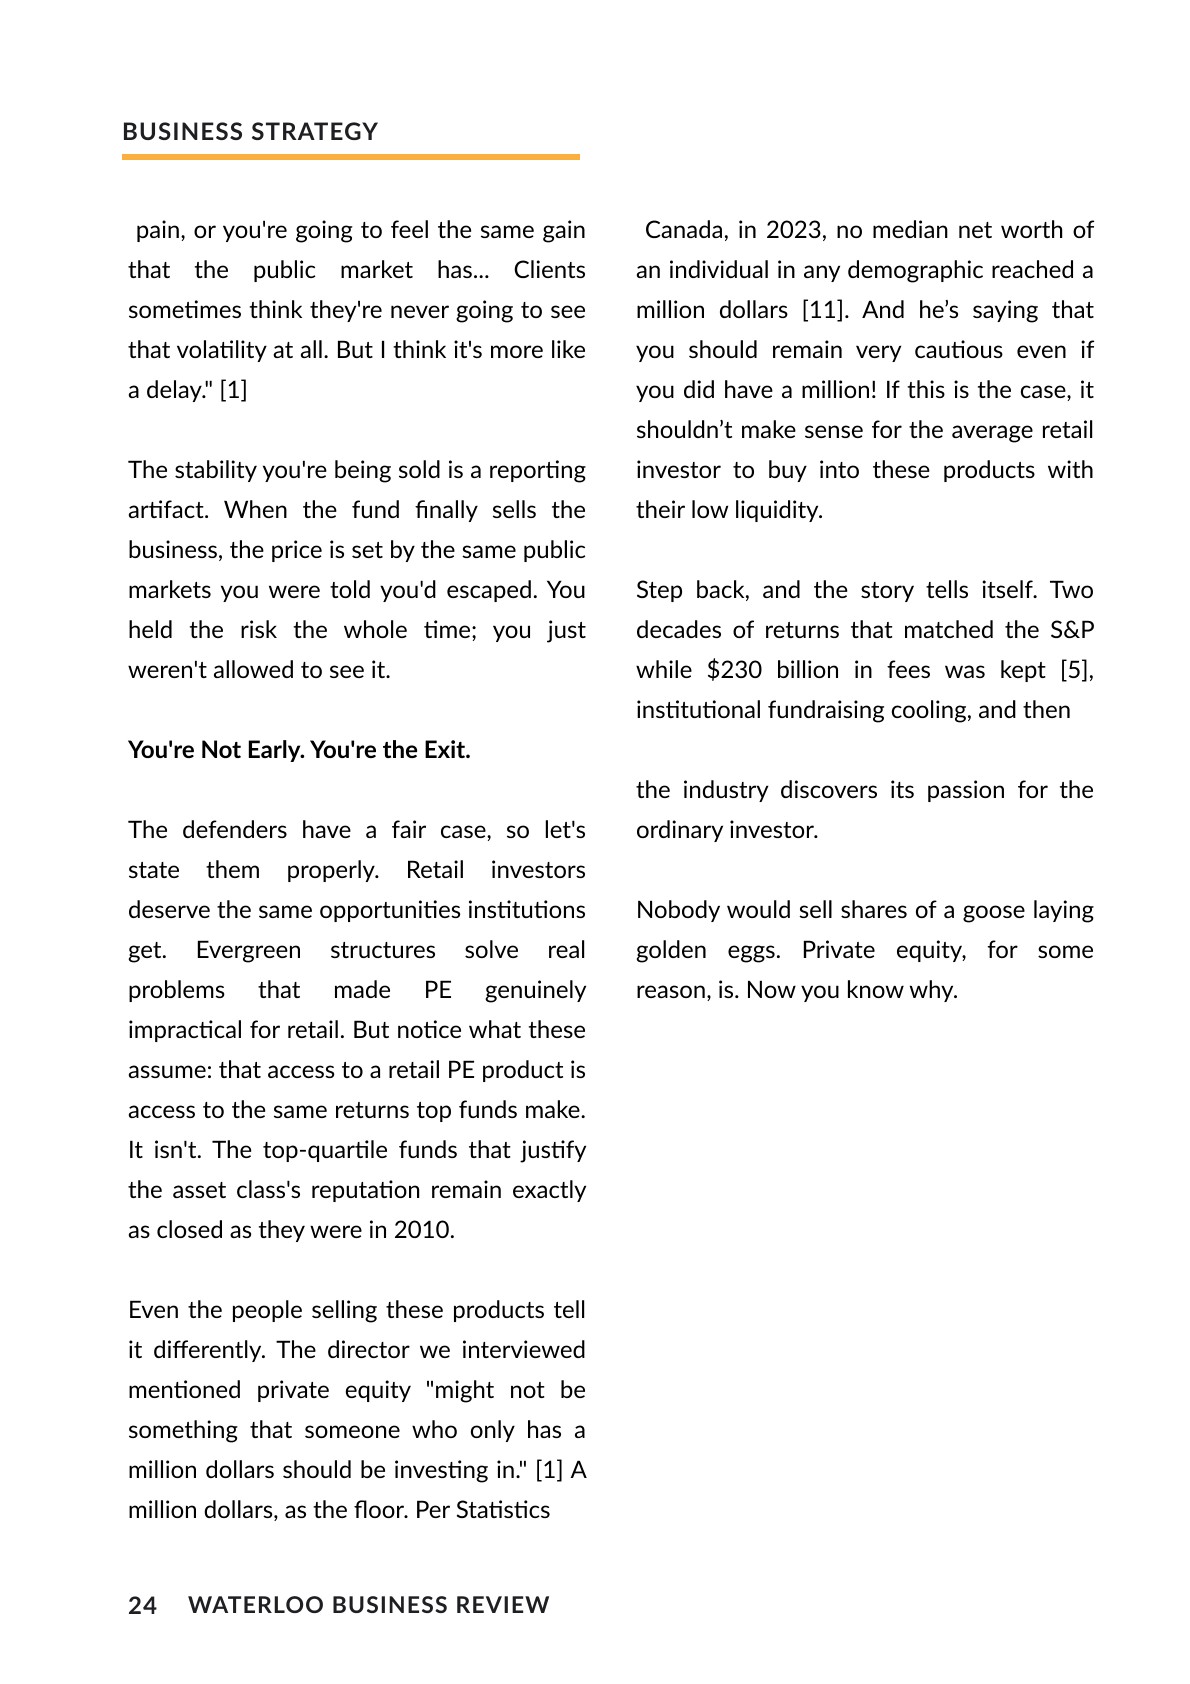 BUSINESS STRATEGY
pain, or you're going to feel the same gain
that the public market has... Clients
sometimes think they're never going to see
that volatility at all. But I think it's more like
a delay." [1]
The stability you're being sold is a reporting
artifact. When the fund finally sells the
business, the price is set by the same public
markets you were told you'd escaped. You
held the risk the whole time; you just
weren't allowed to see it.
You're Not Early. You're the Exit.
The defenders have a fair case, so let's
state them properly. Retail investors
deserve the same opportunities institutions
get. Evergreen structures solve real
problems that made PE genuinely
impractical for retail. But notice what these
assume: that access to a retail PE product is
access to the same returns top funds make.
It isn't. The top-quartile funds that justify
the asset class's reputation remain exactly
as closed as they were in 2010.
Even the people selling these products tell
it differently. The director we interviewed
mentioned private equity "might not be
something that someone who only has a
million dollars should be investing in." [1] A
million dollars, as the floor. Per Statistics
Canada, in 2023, no median net worth of
an individual in any demographic reached a
million dollars [11]. And he’s saying that
you should remain very cautious even if
you did have a million! If this is the case, it
shouldn’t make sense for the average retail
investor to buy into these products with
their low liquidity.
Step back, and the story tells itself. Two
decades of returns that matched the S&P
while $230 billion in fees was kept [5],
institutional fundraising cooling, and then
the industry discovers its passion for the
ordinary investor.
Nobody would sell shares of a goose laying
golden eggs. Private equity, for some
reason, is. Now you know why.
24 WATERLOO BUSINESS REVIEW